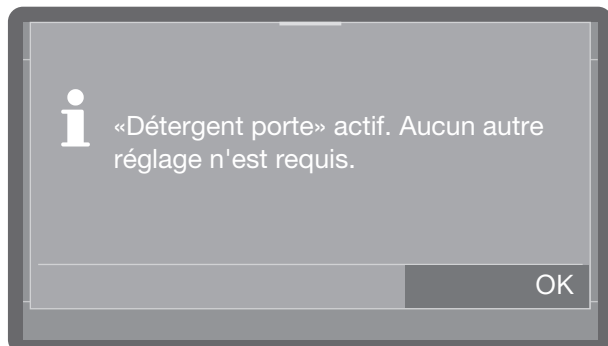 «Détergent porte» actif. Aucun autre
réglage n'est requis.
OK